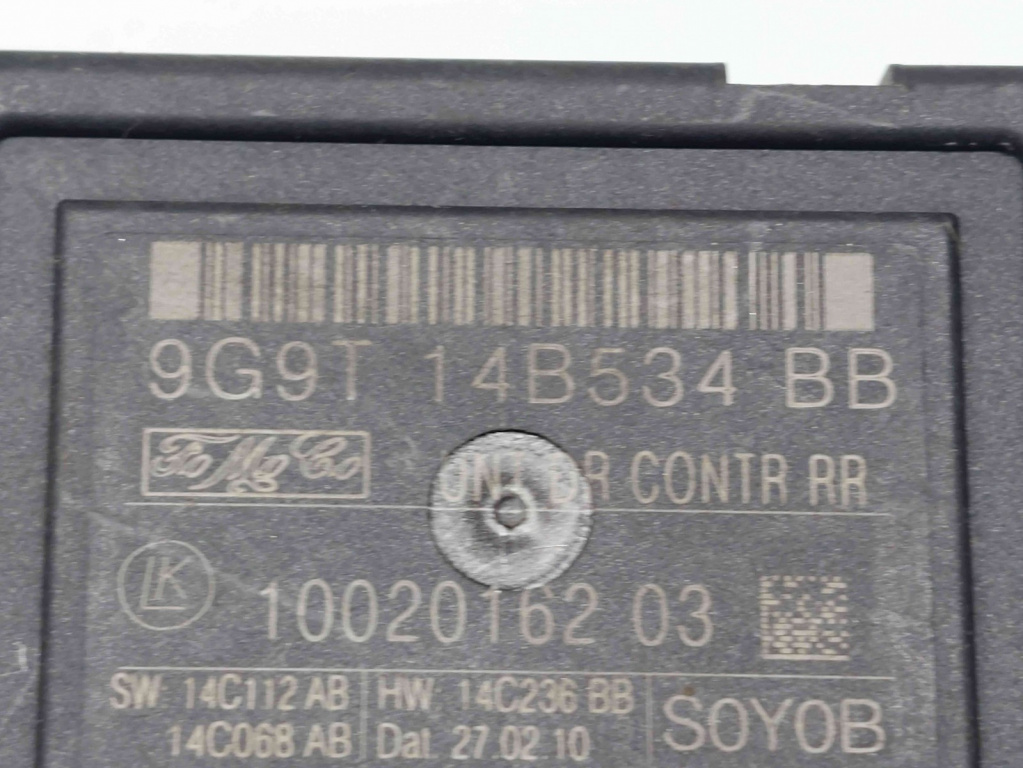 9G9T 14B534 BB
FoMoCo
DR CONTR RR
LK
10020162 03
SW 14C112 AB HW 14C236 BB
14C068 AB Dat. 27.02.10
SOYOB